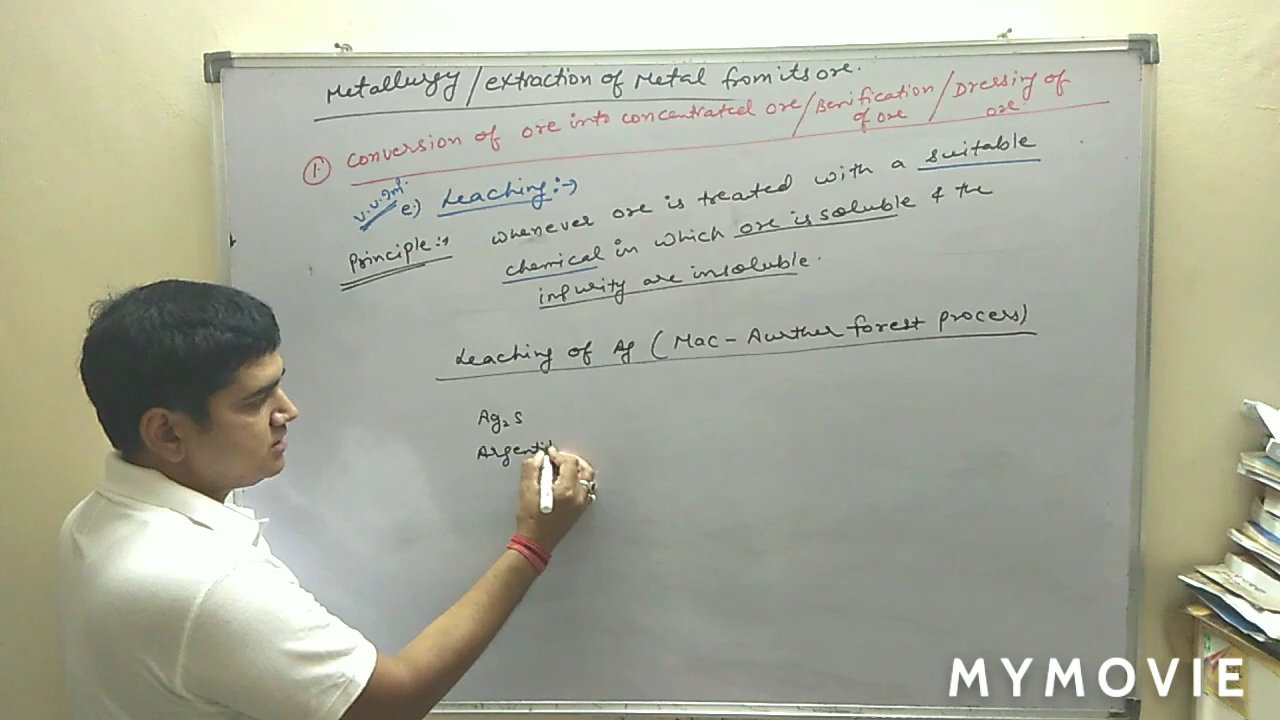 Metallurgy/extraction of Metal from its ore.
① Conversion of ore into concentrated ore/Benification of ore/Dressing of ore.
V.V.Imf. e) Leaching:→
Principle:→ Whenever ore is treated with a suitable
chemical in which ore is soluble & the
impurity are insoluble.
Leaching of Ag (Mac-Aurther forest process)
Ag₂S
Argenti
MYMOVIE